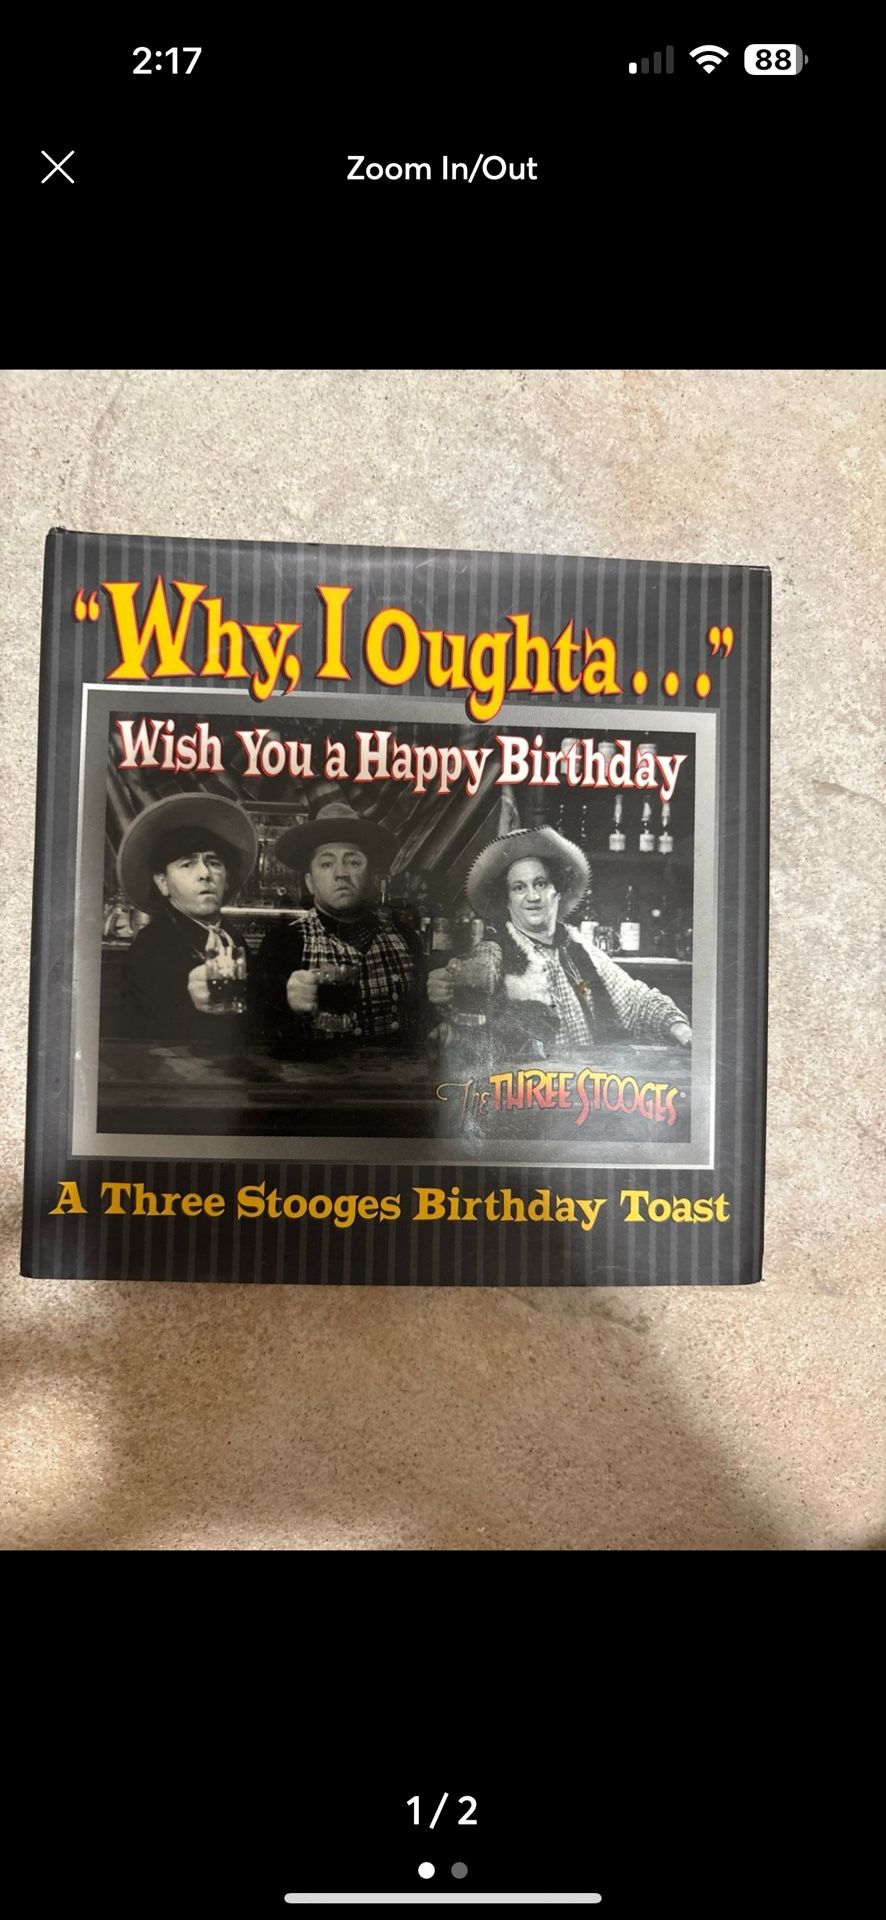 2:17
88
Zoom In/Out
“Why, I Oughta...”
Wish You a Happy Birthday
The THREE STOOGES
A Three Stooges Birthday Toast
1/2